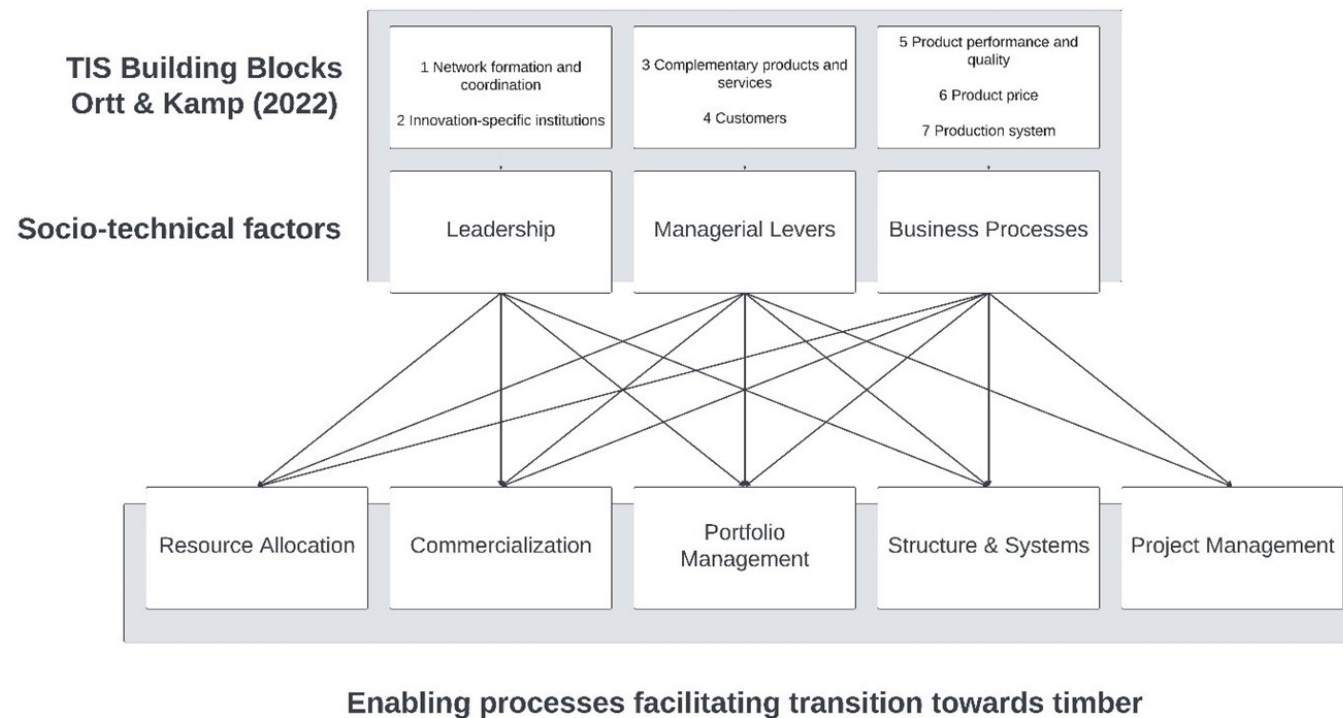 TIS Building Blocks
Ortt & Kamp (2022)
1 Network formation and
coordination
2 Innovation-specific institutions
3 Complementary products and
services
4 Customers
5 Product performance and
quality
6 Product price
7 Production system
Socio-technical factors
Leadership
Managerial Levers
Business Processes
Resource Allocation
Commercialization
Portfolio
Management
Structure & Systems
Project Management
Enabling processes facilitating transition towards timber